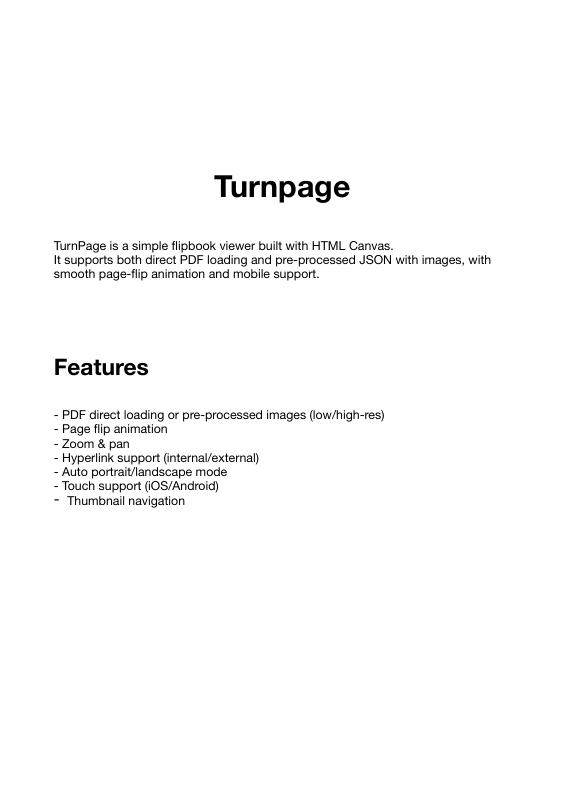 Turnpage
TurnPage is a simple flipbook viewer built with HTML Canvas.
It supports both direct PDF loading and pre-processed JSON with images, with
smooth page-flip animation and mobile support.
Features
- PDF direct loading or pre-processed images (low/high-res)
- Page flip animation
- Zoom & pan
- Hyperlink support (internal/external)
- Auto portrait/landscape mode
- Touch support (iOS/Android)
- Thumbnail navigation